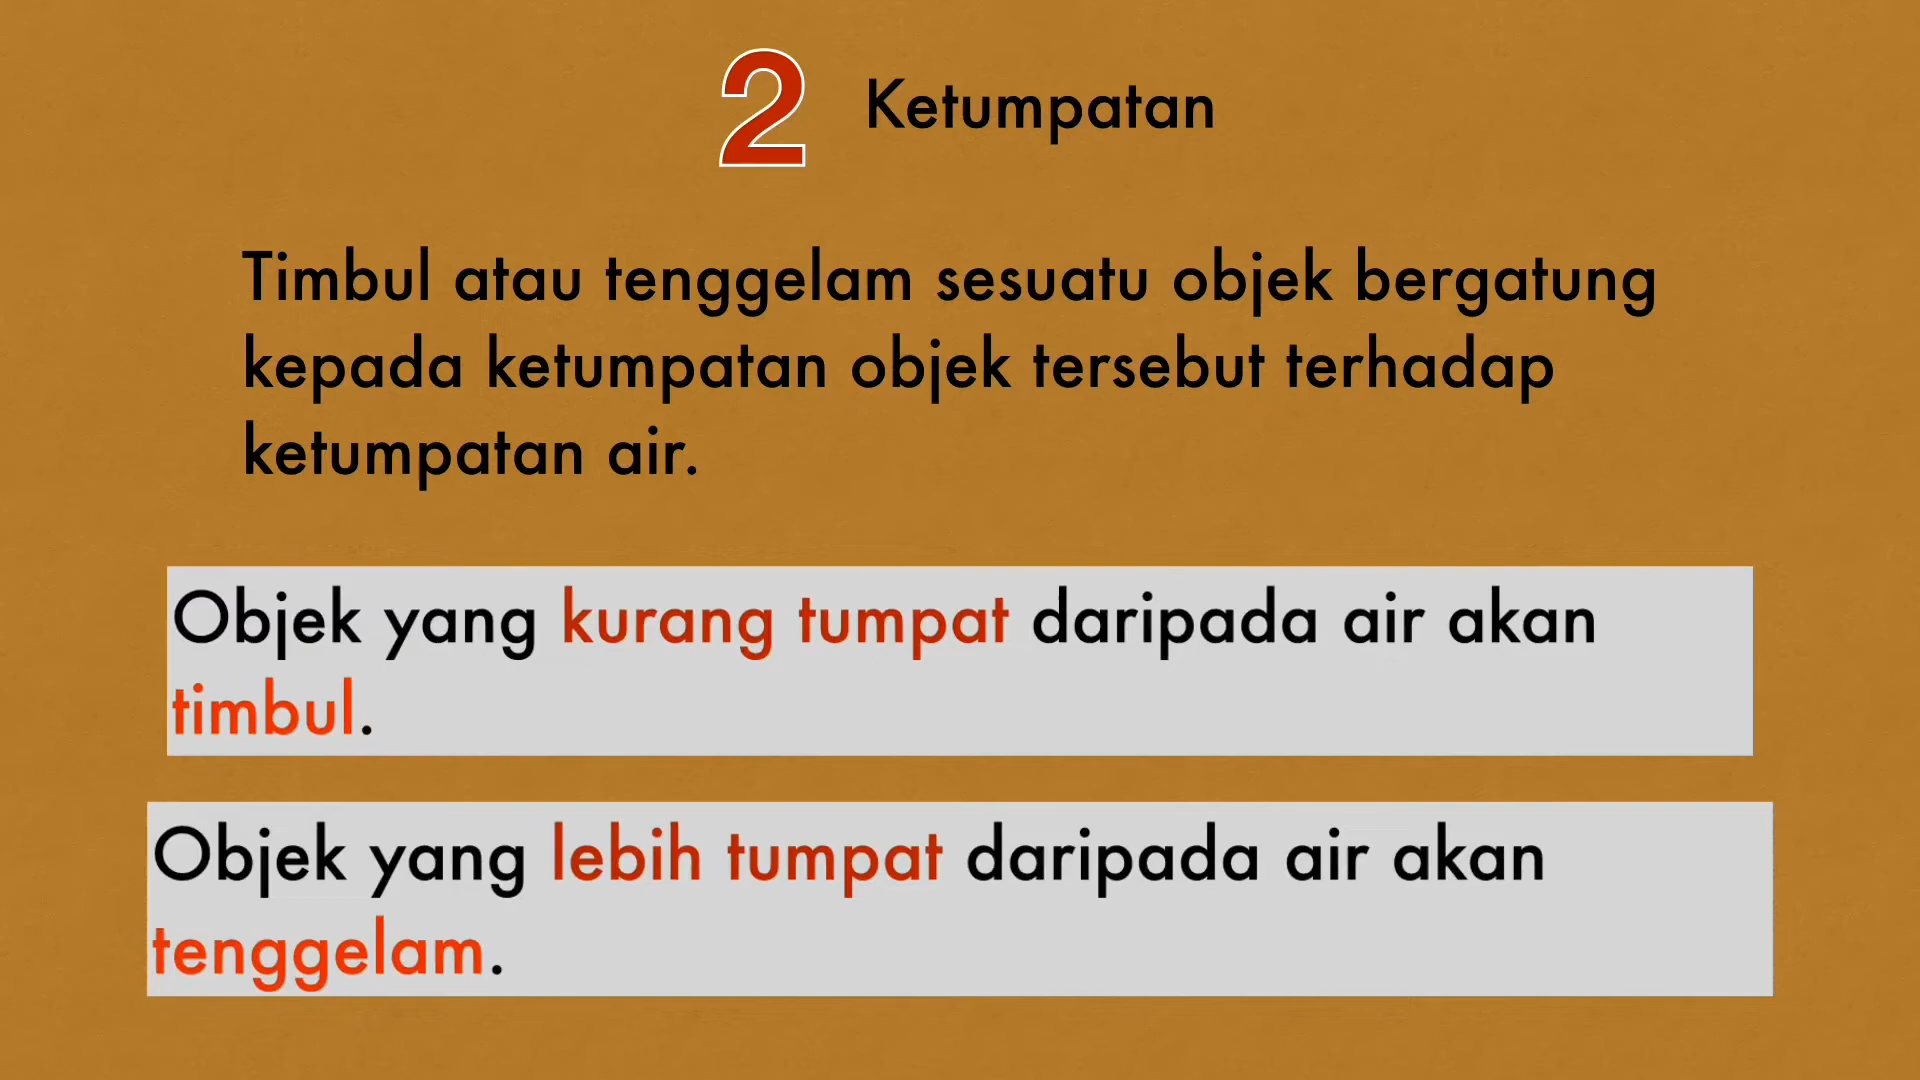 2 Ketumpatan
Timbul atau tenggelam sesuatu objek bergatung
kepada ketumpatan objek tersebut terhadap
ketumpatan air.
Objek yang kurang tumpat daripada air akan
timbul.
Objek yang lebih tumpat daripada air akan
tenggelam.